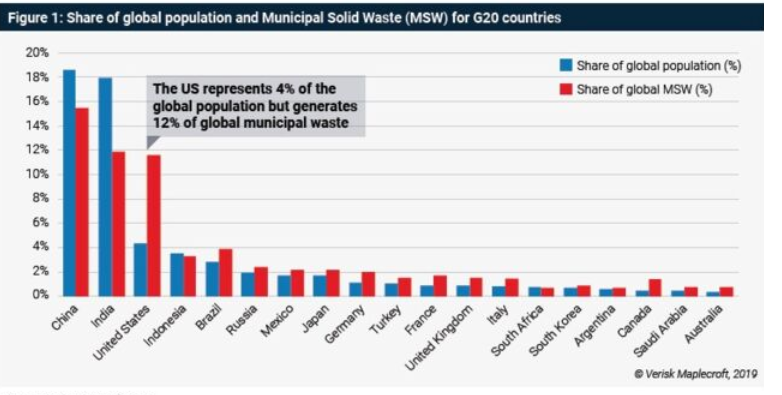 Figure 1: Share of global population and Municipal Solid Waste (MSW) for G20 countries
20%
18%
16%
14%
12%
10%
8%
6%
4%
2%
0%
The US represents 4% of the
global population but generates
12% of global municipal waste
Share of global population (%)
Share of global MSW (%)
China
India
United States
Indonesia
Brazil
Russia
Mexico
Japan
Germany
Turkey
France
United Kingdom
Italy
South Africa
South Korea
Argentina
Canada
Saudi Arabia
Australia
© Verisk Maplecroft, 2019